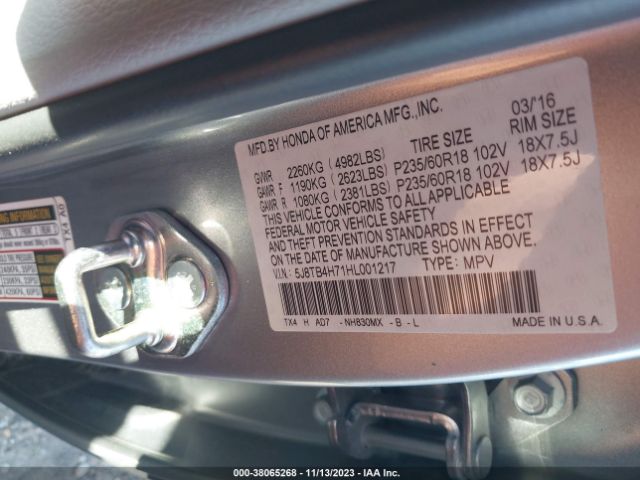 MFD.BY HONDA OF AMERICA MFG.,INC. 03/'16
TIRE SIZE RIM SIZE
GVWR 2260KG (4982LBS)
GAWR F 1190KG (2623LBS) P235/60R18 102V 18X7.5J
GAWR R 1080KG (2381LBS) P235/60R18 102V 18X7.5J
THIS VEHICLE CONFORMS TO ALL APPLICABLE
FEDERAL MOTOR VEHICLE SAFETY
AND THEFT PREVENTION STANDARDS IN EFFECT
ON THE DATE OF MANUFACTURE SHOWN ABOVE.
V.I.N: 5J8TB4H71HL001217 TYPE: MPV
TX4 H AD7 -NH830MX -B -L
MADE IN U.S.A.
TX4 A0
000-38065268 - 11/13/2023 - IAA Inc.